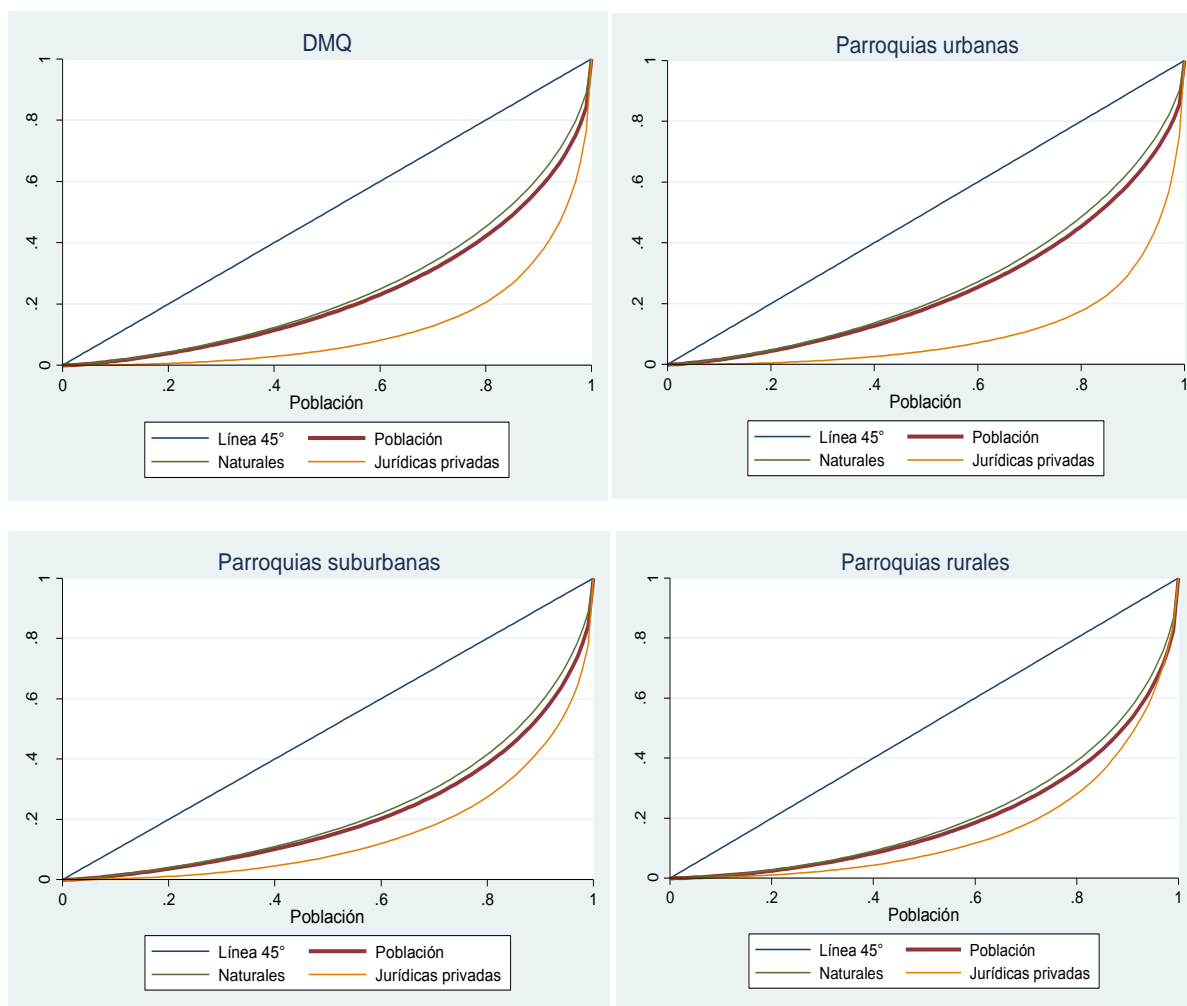 DMQ
1
.8
.6
.4
.2
0
0 .2 .4 .6 .8 1
Población
Línea 45° Población
Naturales Jurídicas privadas
Parroquias urbanas
1
.8
.6
.4
.2
0
0 .2 .4 .6 .8 1
Población
Línea 45° Población
Naturales Jurídicas privadas
Parroquias suburbanas
1
.8
.6
.4
.2
0
0 .2 .4 .6 .8 1
Población
Línea 45° Población
Naturales Jurídicas privadas
Parroquias rurales
1
.8
.6
.4
.2
0
0 .2 .4 .6 .8 1
Población
Línea 45° Población
Naturales Jurídicas privadas